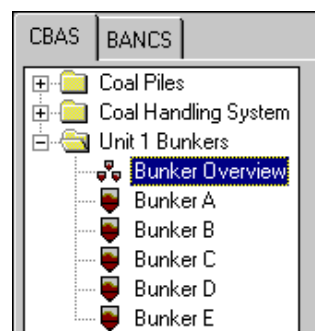 CBAS BANCS
Coal Piles
Coal Handling System
Unit 1 Bunkers
Bunker Overview
Bunker A
Bunker B
Bunker C
Bunker D
Bunker E